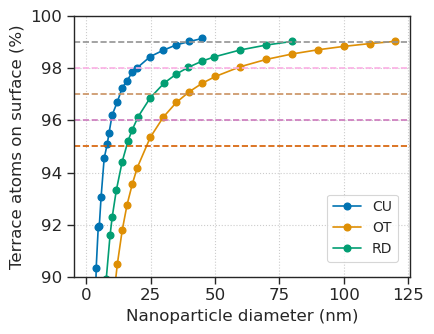 Terrace atoms on surface (%)
100
98
96
94
92
90
0 25 50 75 100 125
Nanoparticle diameter (nm)
CU
OT
RD